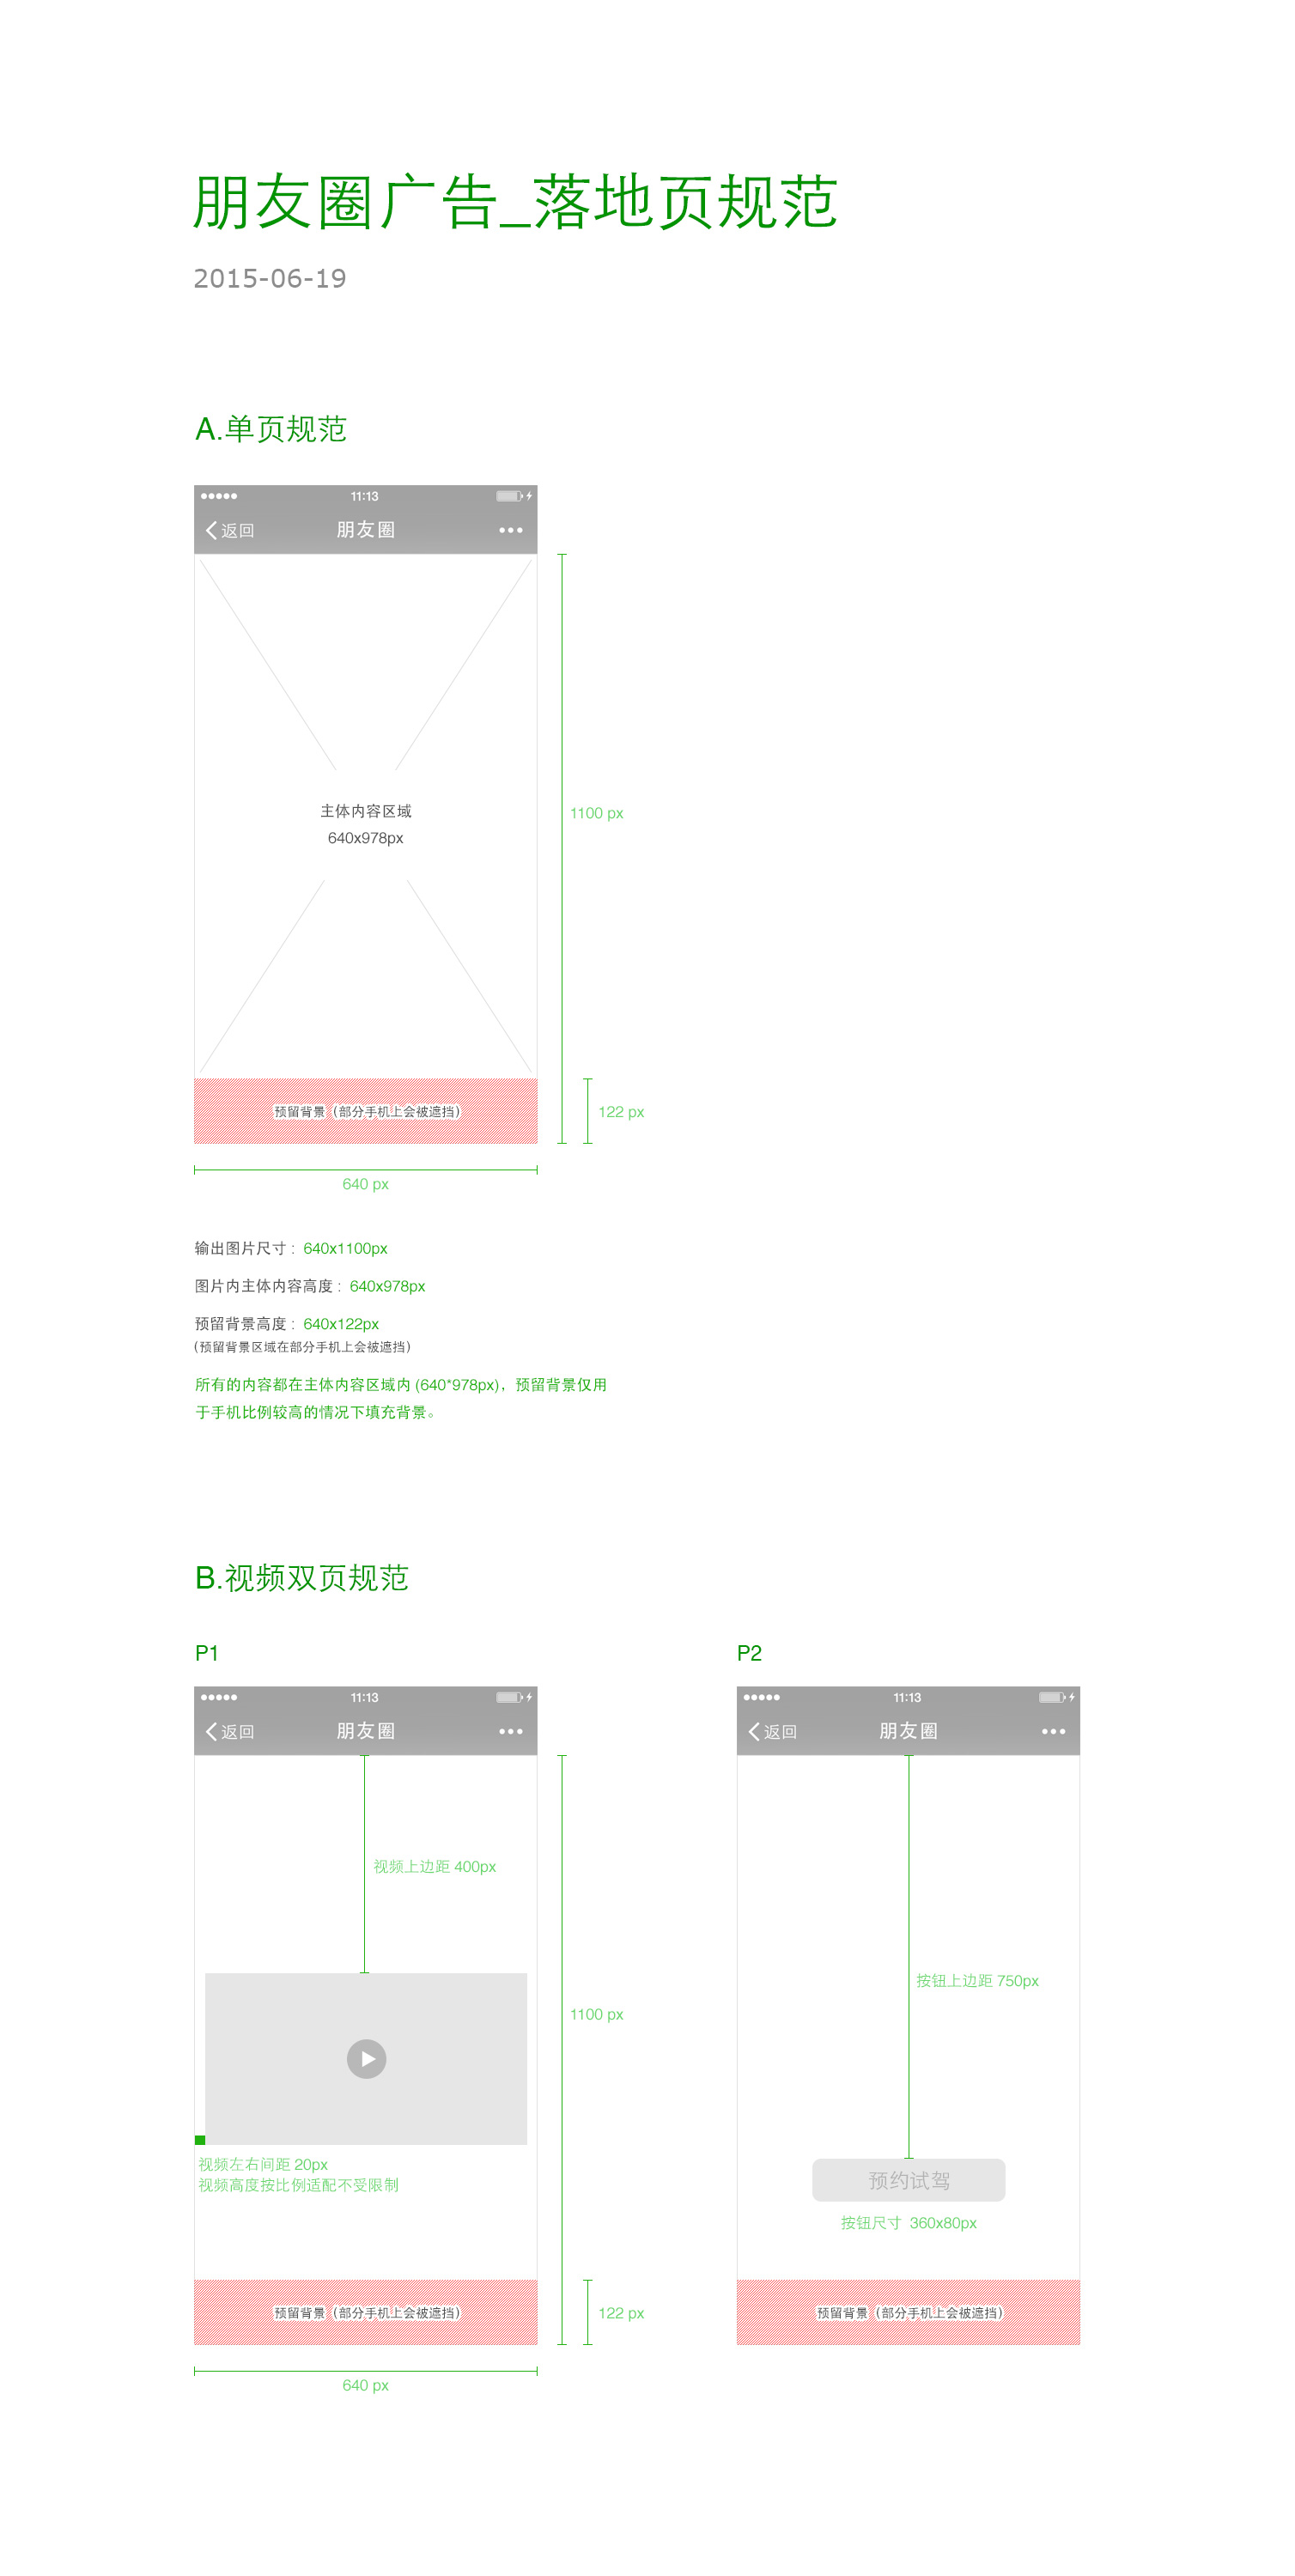 朋友圈广告_落地页规范
2015-06-19
A.单页规范
11:13
返回 朋友圈
主体内容区域
640x978px
1100 px
预留背景（部分手机上会被遮挡）
122 px
640 px
输出图片尺寸：640x1100px
图片内主体内容高度：640x978px
预留背景高度：640x122px
(预留背景区域在部分手机上会被遮挡)
所有的内容都在主体内容区域内 (640*978px)，预留背景仅用
于手机比例较高的情况下填充背景。
B.视频双页规范
P1
11:13
返回 朋友圈
视频上边距 400px
1100 px
视频左右间距 20px
视频高度按比例适配不受限制
预留背景（部分手机上会被遮挡）
122 px
640 px
P2
11:13
返回 朋友圈
按钮上边距 750px
预约试驾
按钮尺寸 360x80px
预留背景（部分手机上会被遮挡）